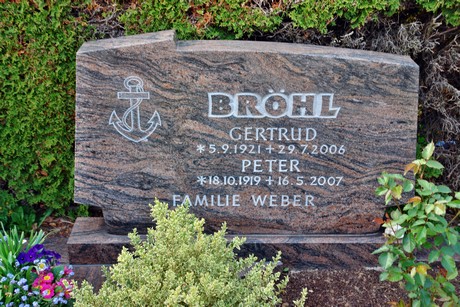 BRÖHL
GERTRUD
*5.9.1921 + 29.7.2006
PETER
*18.10.1919 + 16.5.2007
FAMILIE WEBER